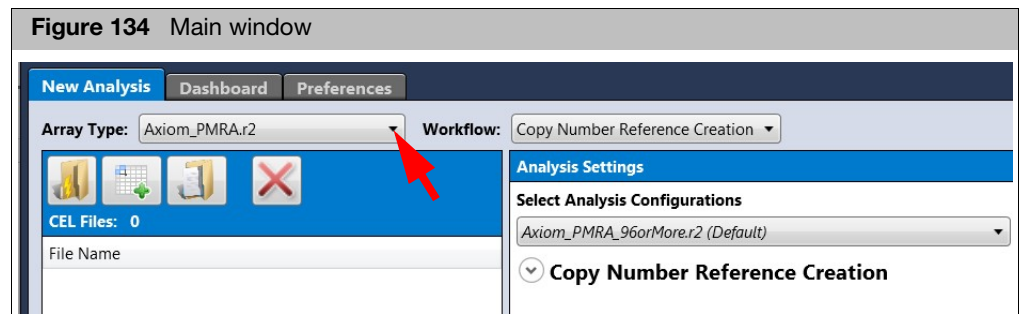 Figure 134 Main window
New Analysis Dashboard Preferences
Array Type: Axiom_PMRA.r2 Workflow: Copy Number Reference Creation
Analysis Settings
Select Analysis Configurations
CEL Files: 0
Axiom_PMRA_96orMore.r2 (Default)
File Name
Copy Number Reference Creation